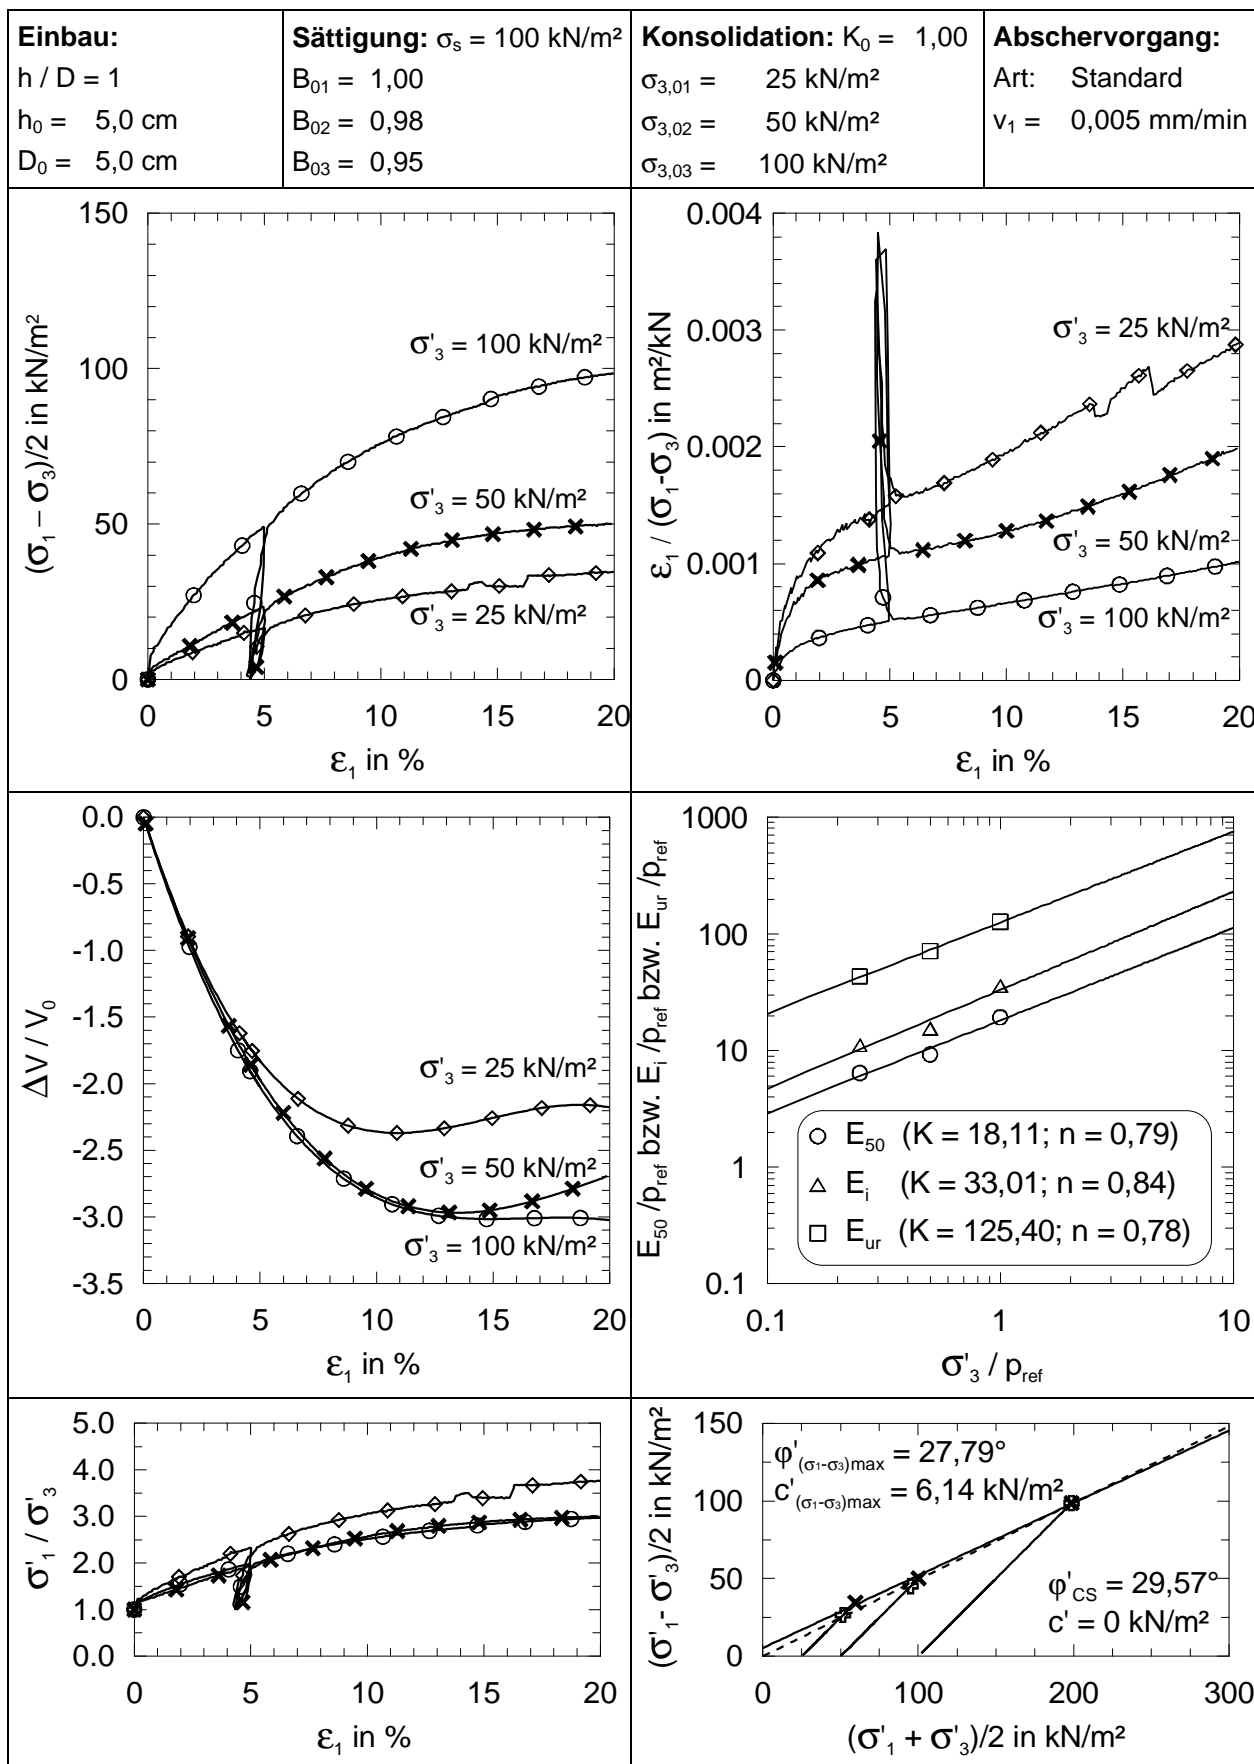 Einbau:
h / D = 1
h₀ = 5,0 cm
D₀ = 5,0 cm
Sättigung: σₛ = 100 kN/m²
B₀₁ = 1,00
B₀₂ = 0,98
B₀₃ = 0,95
Konsolidation: K₀ = 1,00
σ₃,₀₁ = 25 kN/m²
σ₃,₀₂ = 50 kN/m²
σ₃,₀₃ = 100 kN/m²
Abschervorgang:
Art: Standard
v₁ = 0,005 mm/min
(σ₁ – σ₃)/2 in kN/m²
150
100
50
0
σ'₃ = 100 kN/m²
σ'₃ = 50 kN/m²
σ'₃ = 25 kN/m²
0 5 10 15 20
ε₁ in %
ε₁ / (σ₁-σ₃) in m²/kN
0.004
0.003
0.002
0.001
0
σ'₃ = 25 kN/m²
σ'₃ = 50 kN/m²
σ'₃ = 100 kN/m²
0 5 10 15 20
ε₁ in %
ΔV / V₀
0.0
-0.5
-1.0
-1.5
-2.0
-2.5
-3.0
-3.5
σ'₃ = 25 kN/m²
σ'₃ = 50 kN/m²
σ'₃ = 100 kN/m²
0 5 10 15 20
ε₁ in %
E₅₀ /p_ref bzw. E_i /p_ref bzw. E_ur /p_ref
1000
100
10
1
0.1
E₅₀ (K = 18,11; n = 0,79)
E_i (K = 33,01; n = 0,84)
E_ur (K = 125,40; n = 0,78)
0.1 1 10
σ'₃ / p_ref
σ'₁ / σ'₃
5.0
4.0
3.0
2.0
1.0
0.0
0 5 10 15 20
ε₁ in %
(σ'₁- σ'₃)/2 in kN/m²
150
100
50
0
φ'(σ₁-σ₃)max = 27,79°
c'(σ₁-σ₃)max = 6,14 kN/m²
φ'CS = 29,57°
c' = 0 kN/m²
0 100 200 300
(σ'₁ + σ'₃)/2 in kN/m²